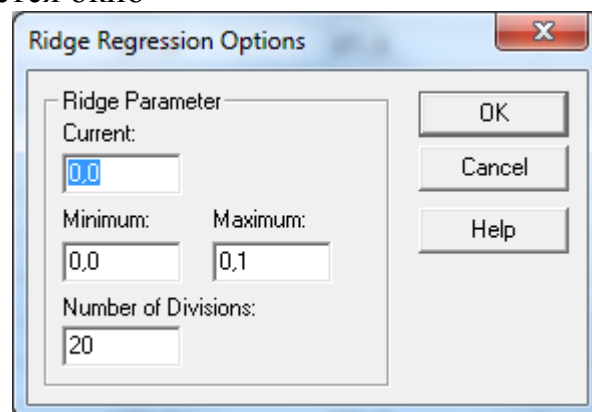 окно
Ridge Regression Options
Ridge Parameter
Current:
0,0
Minimum: Maximum:
0,0 0,1
Number of Divisions:
20
OK
Cancel
Help